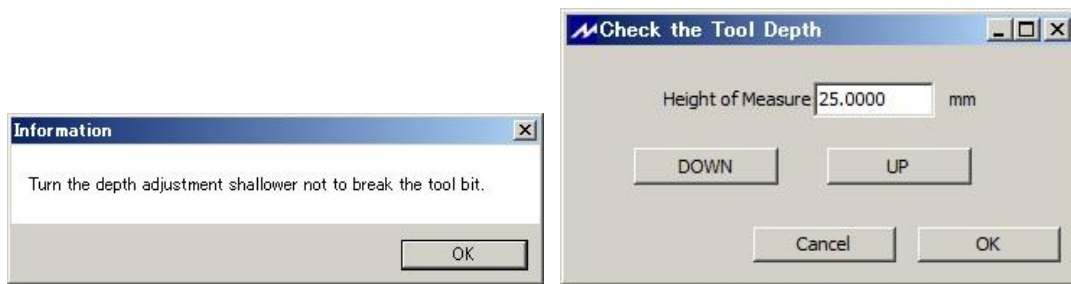 Information
Turn the depth adjustment shallower not to break the tool bit.
OK
Check the Tool Depth
Height of Measure 25.0000 mm
DOWN UP
Cancel OK